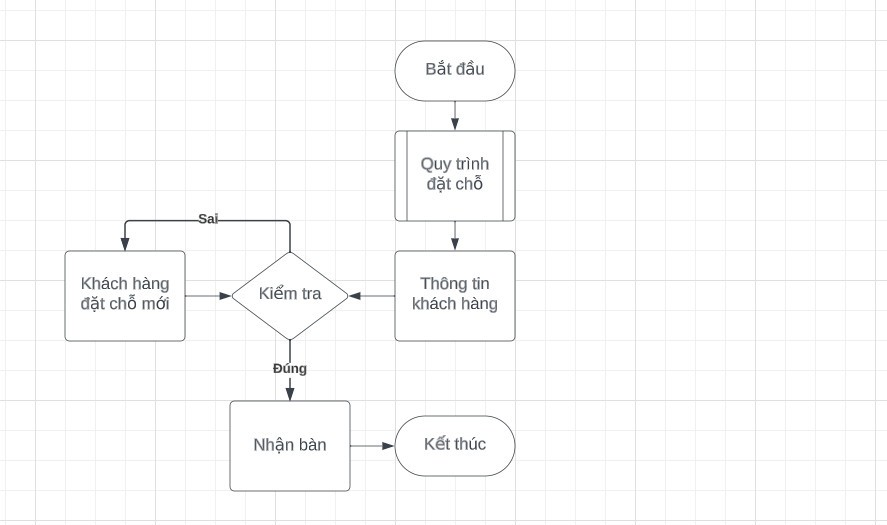 Bắt đầu
Quy trình
đặt chỗ
Sai
Khách hàng
đặt chỗ mới
Kiểm tra
Thông tin
khách hàng
Đúng
Nhận bàn
Kết thúc